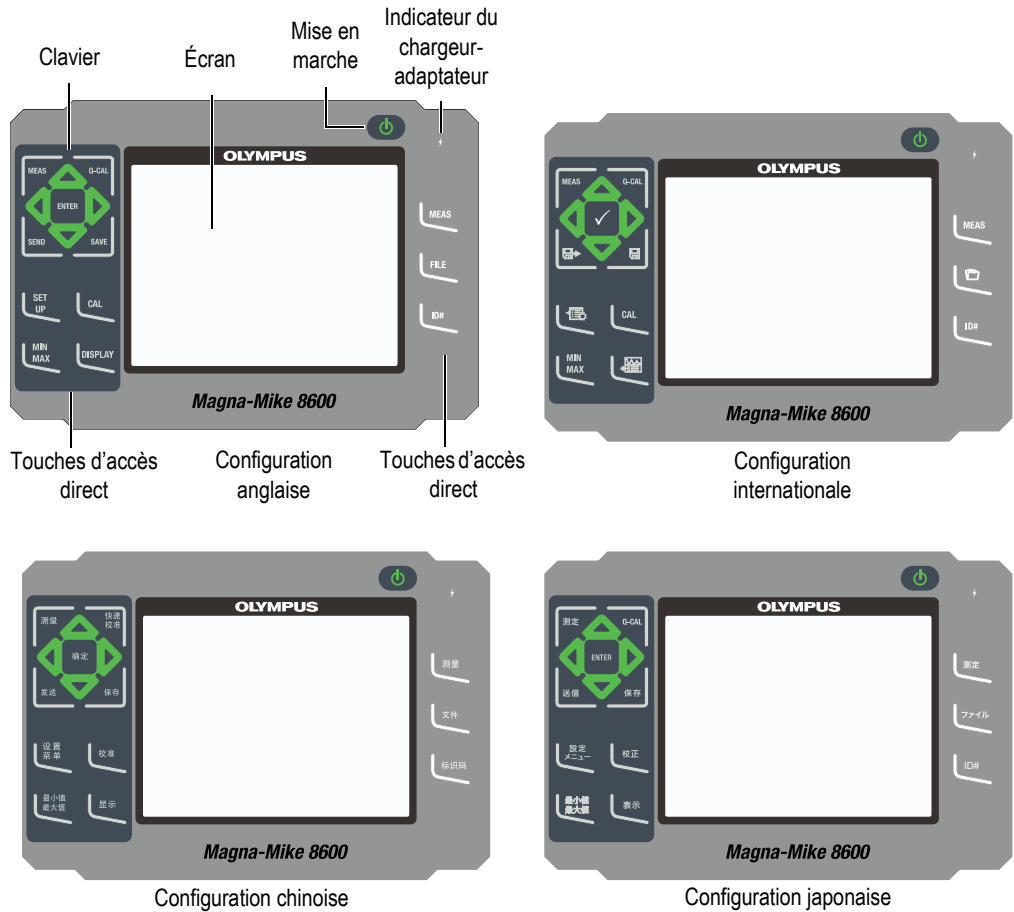 Clavier
Écran
Mise en
marche
Indicateur du
chargeur-
adaptateur
OLYMPUS
MEAS
Q-CAL
ENTER
SEND
SAVE
SET
UP
CAL
MIN
MAX
DISPLAY
MEAS
FILE
ID#
Magna-Mike 8600
Touches d'accès
direct
Configuration
anglaise
Touches d'accès
direct
OLYMPUS
MEAS
Q-CAL
CAL
MIN
MAX
MEAS
ID#
Magna-Mike 8600
Configuration
internationale
OLYMPUS
测量
快速
校准
确定
发送
保存
设置
菜单
校准
最小值
最大值
显示
测量
文件
标识码
Magna-Mike 8600
Configuration chinoise
OLYMPUS
測定
Q-CAL
ENTER
送信
保存
設定
メニュー
校正
最小値
最大値
表示
測定
ファイル
ID#
Magna-Mike 8600
Configuration japonaise